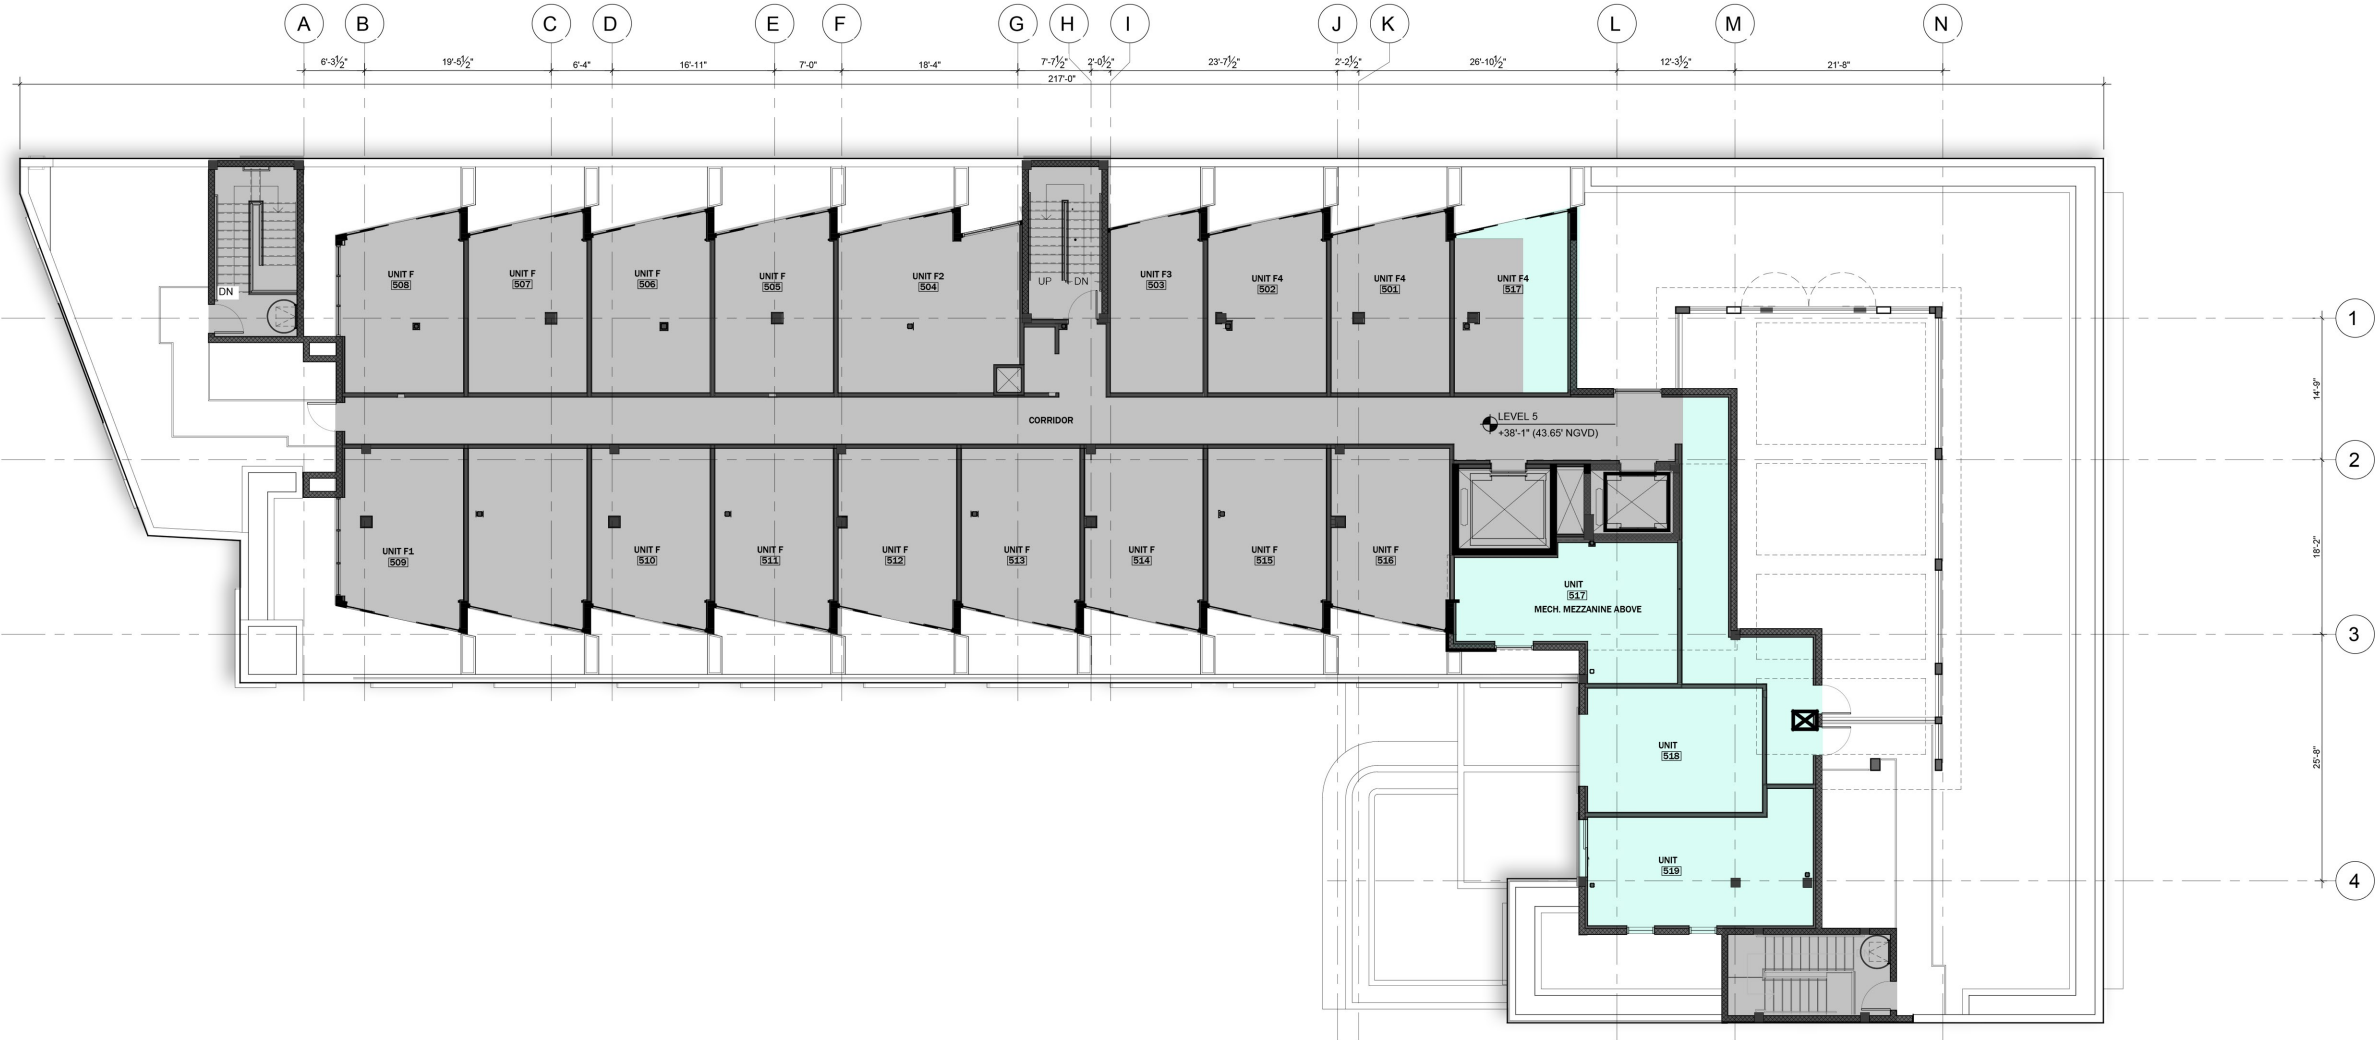 A B C D E F G H I J K L M N
6'-3½" 19'-5½" 6'-4" 16'-11" 7'-0" 18'-4" 7'-7½" 2'-0½" 23'-7½" 2'-2½" 26'-10½" 12'-3½" 21'-8"
217'-0"
DN
UNIT F
508
UNIT F
507
UNIT F
506
UNIT F
505
UNIT F2
504
UP DN
UNIT F3
503
UNIT F4
502
UNIT F4
501
UNIT F4
517
1
14'-9"
CORRIDOR
LEVEL 5
+38'-1" (43.65' NGVD)
2
18'-2"
UNIT F1
509
UNIT F
510
UNIT F
511
UNIT F
512
UNIT F
513
UNIT F
514
UNIT F
515
UNIT F
516
UNIT
517
MECH. MEZZANINE ABOVE
3
25'-8"
UNIT
518
UNIT
519
4